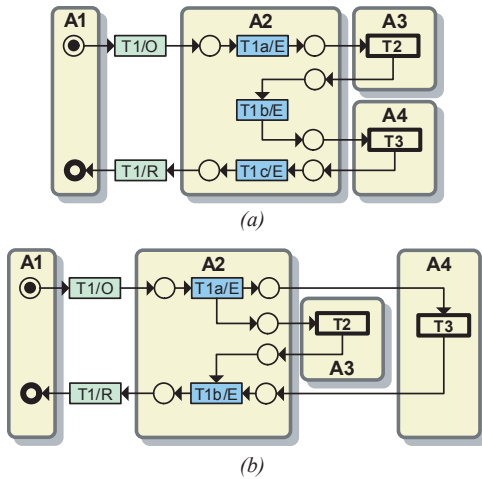 A1 A2 A3
T1/O T1a/E T2
T1b/E
A4
T1/R T1c/E T3
(a)
A1 A2 A4
T1/O T1a/E
T2 T3
A3
T1/R T1b/E
(b)